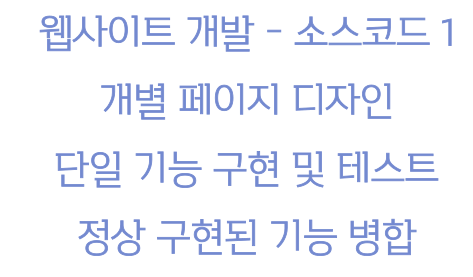 웹사이트 개발 - 소스코드 1
개별 페이지 디자인
단일 기능 구현 및 테스트
정상 구현된 기능 병합